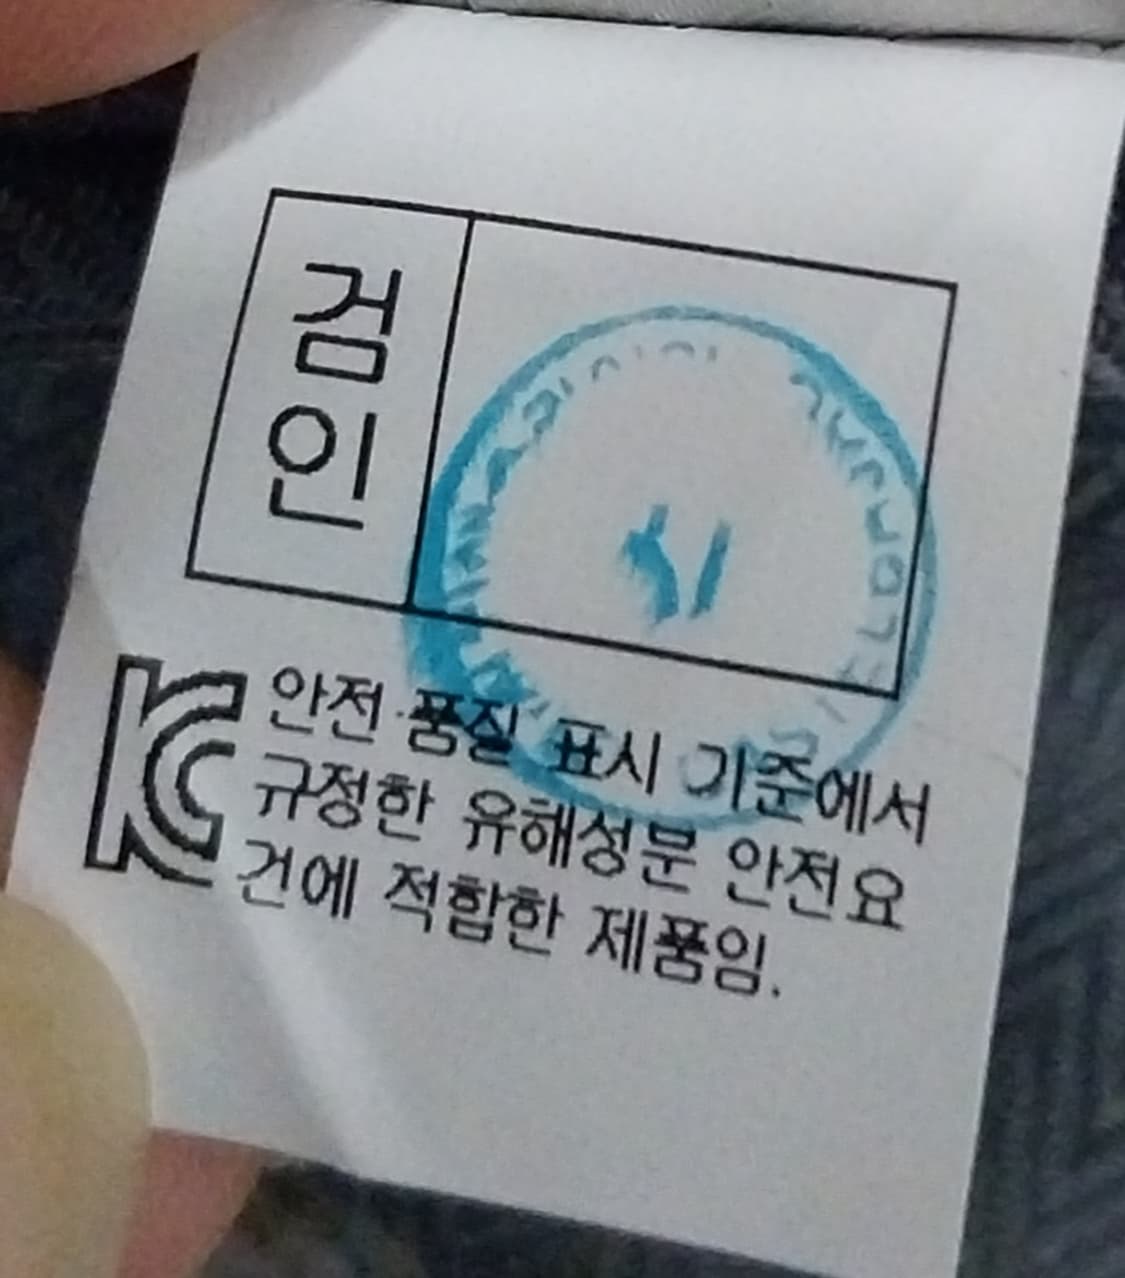 검
인
안전 품질 표시 기준에서
규정한 유해성분 안전요
건에 적합한 제품임.